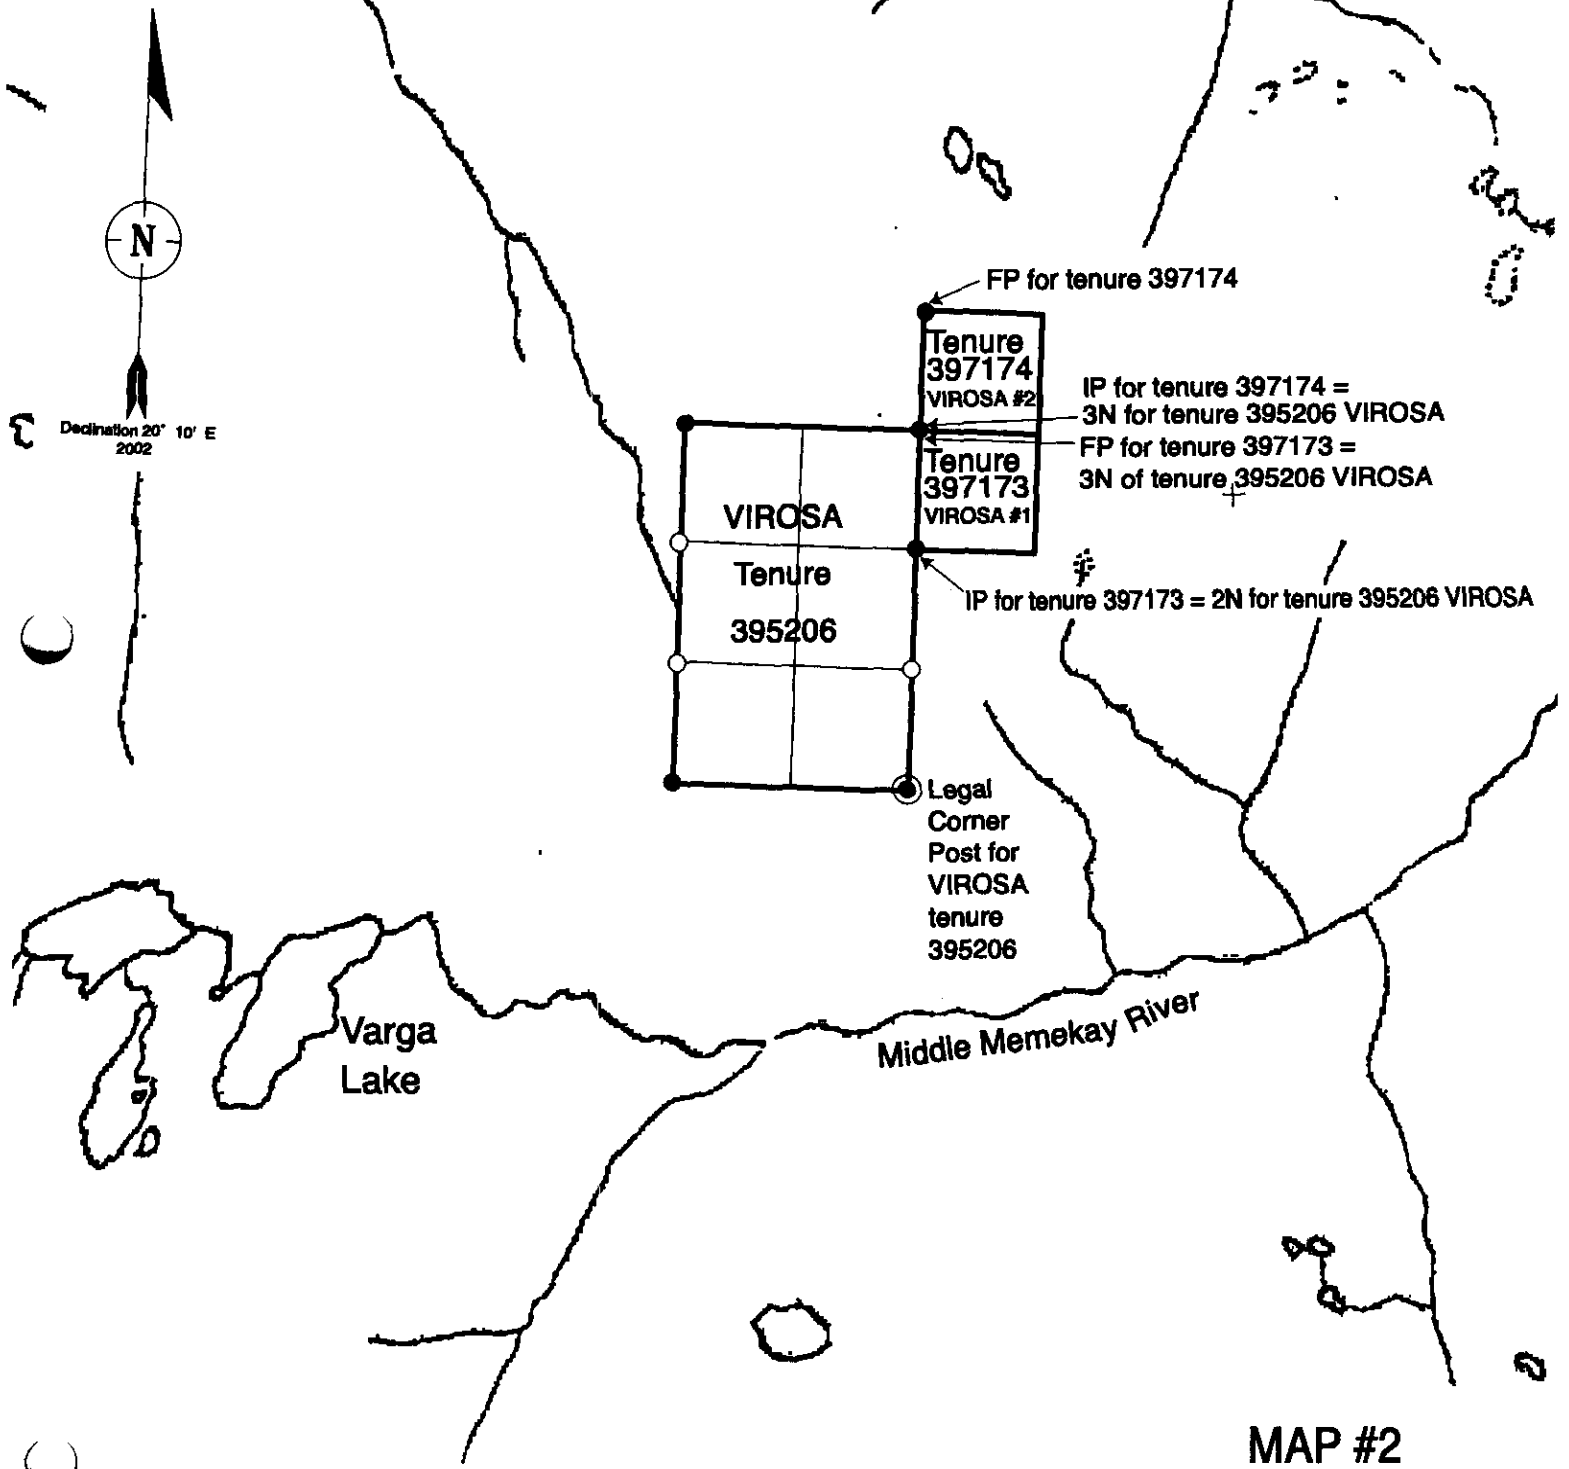 N
Declination 20° 10' E
2002
FP for tenure 397174
Tenure
397174
VIROSA #2
IP for tenure 397174 =
3N for tenure 395206 VIROSA
FP for tenure 397173 =
3N of tenure 395206 VIROSA
Tenure
397173
VIROSA #1
VIROSA
Tenure
395206
IP for tenure 397173 = 2N for tenure 395206 VIROSA
Legal
Corner
Post for
VIROSA
tenure
395206
Varga
Lake
Middle Memekay River
MAP #2